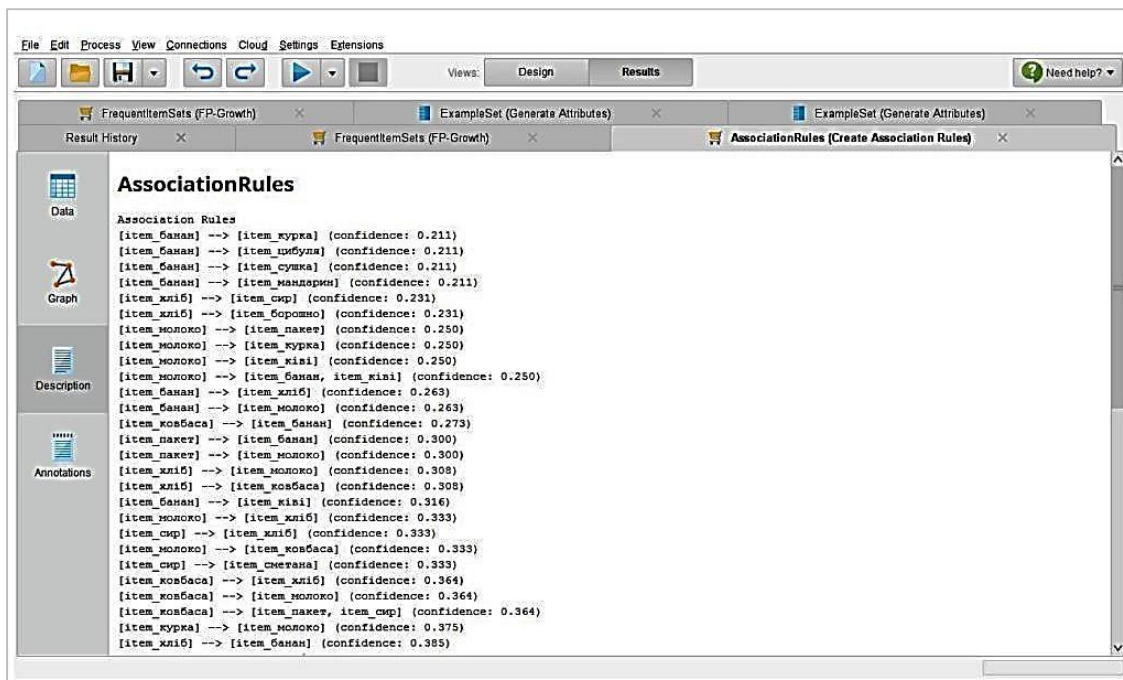 File Edit Process View Connections Cloud Settings Extensions
Views: Design Results Need help?
FrequentItemSets (FP-Growth) ExampleSet (Generate Attributes) ExampleSet (Generate Attributes)
Result History FrequentItemSets (FP-Growth) AssociationRules (Create Association Rules)
Data
Graph
Description
Annotations
AssociationRules
Association Rules
[item_банан] --> [item_курка] (confidence: 0.211)
[item_банан] --> [item_цибуля] (confidence: 0.211)
[item_банан] --> [item_сушка] (confidence: 0.211)
[item_банан] --> [item_мандарин] (confidence: 0.211)
[item_хліб] --> [item_сир] (confidence: 0.231)
[item_хліб] --> [item_борошно] (confidence: 0.231)
[item_молоко] --> [item_пакет] (confidence: 0.250)
[item_молоко] --> [item_курка] (confidence: 0.250)
[item_молоко] --> [item_ківі] (confidence: 0.250)
[item_молоко] --> [item_банан, item_ківі] (confidence: 0.250)
[item_банан] --> [item_хліб] (confidence: 0.263)
[item_банан] --> [item_молоко] (confidence: 0.263)
[item_ковбаса] --> [item_банан] (confidence: 0.273)
[item_пакет] --> [item_банан] (confidence: 0.300)
[item_пакет] --> [item_молоко] (confidence: 0.300)
[item_хліб] --> [item_молоко] (confidence: 0.308)
[item_хліб] --> [item_ковбаса] (confidence: 0.308)
[item_банан] --> [item_ківі] (confidence: 0.316)
[item_молоко] --> [item_хліб] (confidence: 0.333)
[item_сир] --> [item_хліб] (confidence: 0.333)
[item_молоко] --> [item_ковбаса] (confidence: 0.333)
[item_сир] --> [item_сметана] (confidence: 0.333)
[item_ковбаса] --> [item_хліб] (confidence: 0.364)
[item_ковбаса] --> [item_молоко] (confidence: 0.364)
[item_ковбаса] --> [item_пакет, item_сир] (confidence: 0.364)
[item_курка] --> [item_молоко] (confidence: 0.375)
[item_хліб] --> [item_банан] (confidence: 0.385)